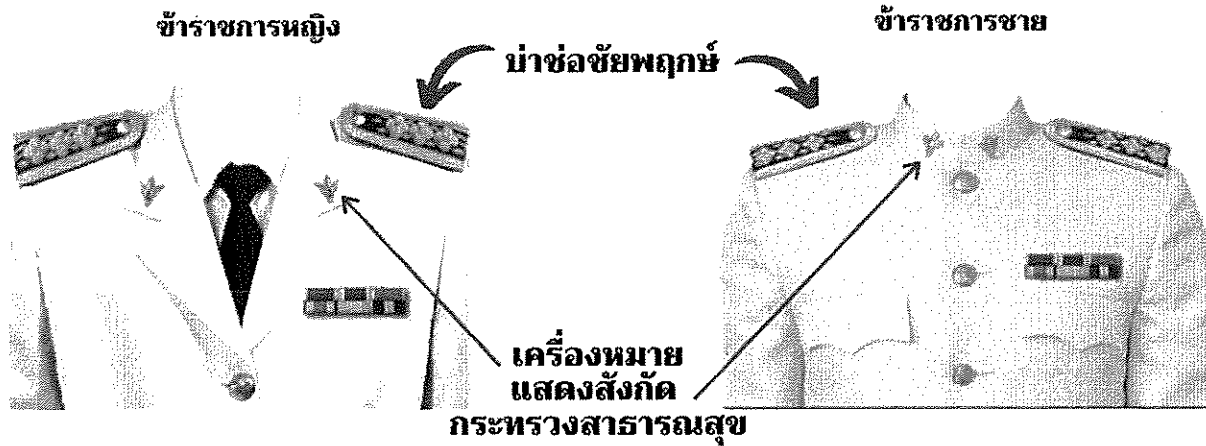 ข้าราชการหญิง
ข้าราชการชาย
บ่าช่อชัยพฤกษ์
เครื่องหมาย
แสดงสังกัด
กระทรวงสาธารณสุข